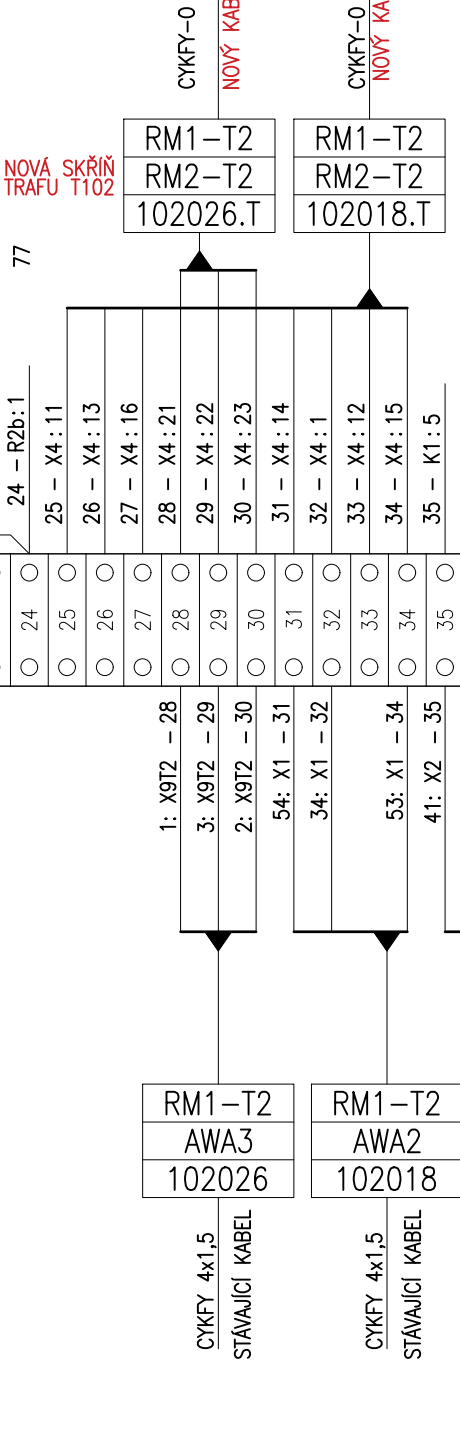 CYKFY-O
NOVÝ
CYKFY-O
NOVÝ
NOVÁ SKŘÍŇ
TRAFU T102
RM1-T2
RM2-T2
102026.T
RM1-T2
RM2-T2
102018.T
77
24 - R2b:1
25 - X4:11
26 - X4:13
27 - X4:16
28 - X4:21
29 - X4:22
30 - X4:23
31 - X4:14
32 - X4:1
33 - X4:12
34 - X4:15
35 - K1:5
24
25
26
27
28
29
30
31
32
33
34
35
1: X9T2 - 28
3: X9T2 - 29
2: X9T2 - 30
54: X1 - 31
34: X1 - 32
53: X1 - 34
41: X2 - 35
RM1-T2
AWA3
102026
RM1-T2
AWA2
102018
CYKFY 4x1,5
STÁVAJÍCÍ KABEL
CYKFY 4x1,5
STÁVAJÍCÍ KABEL